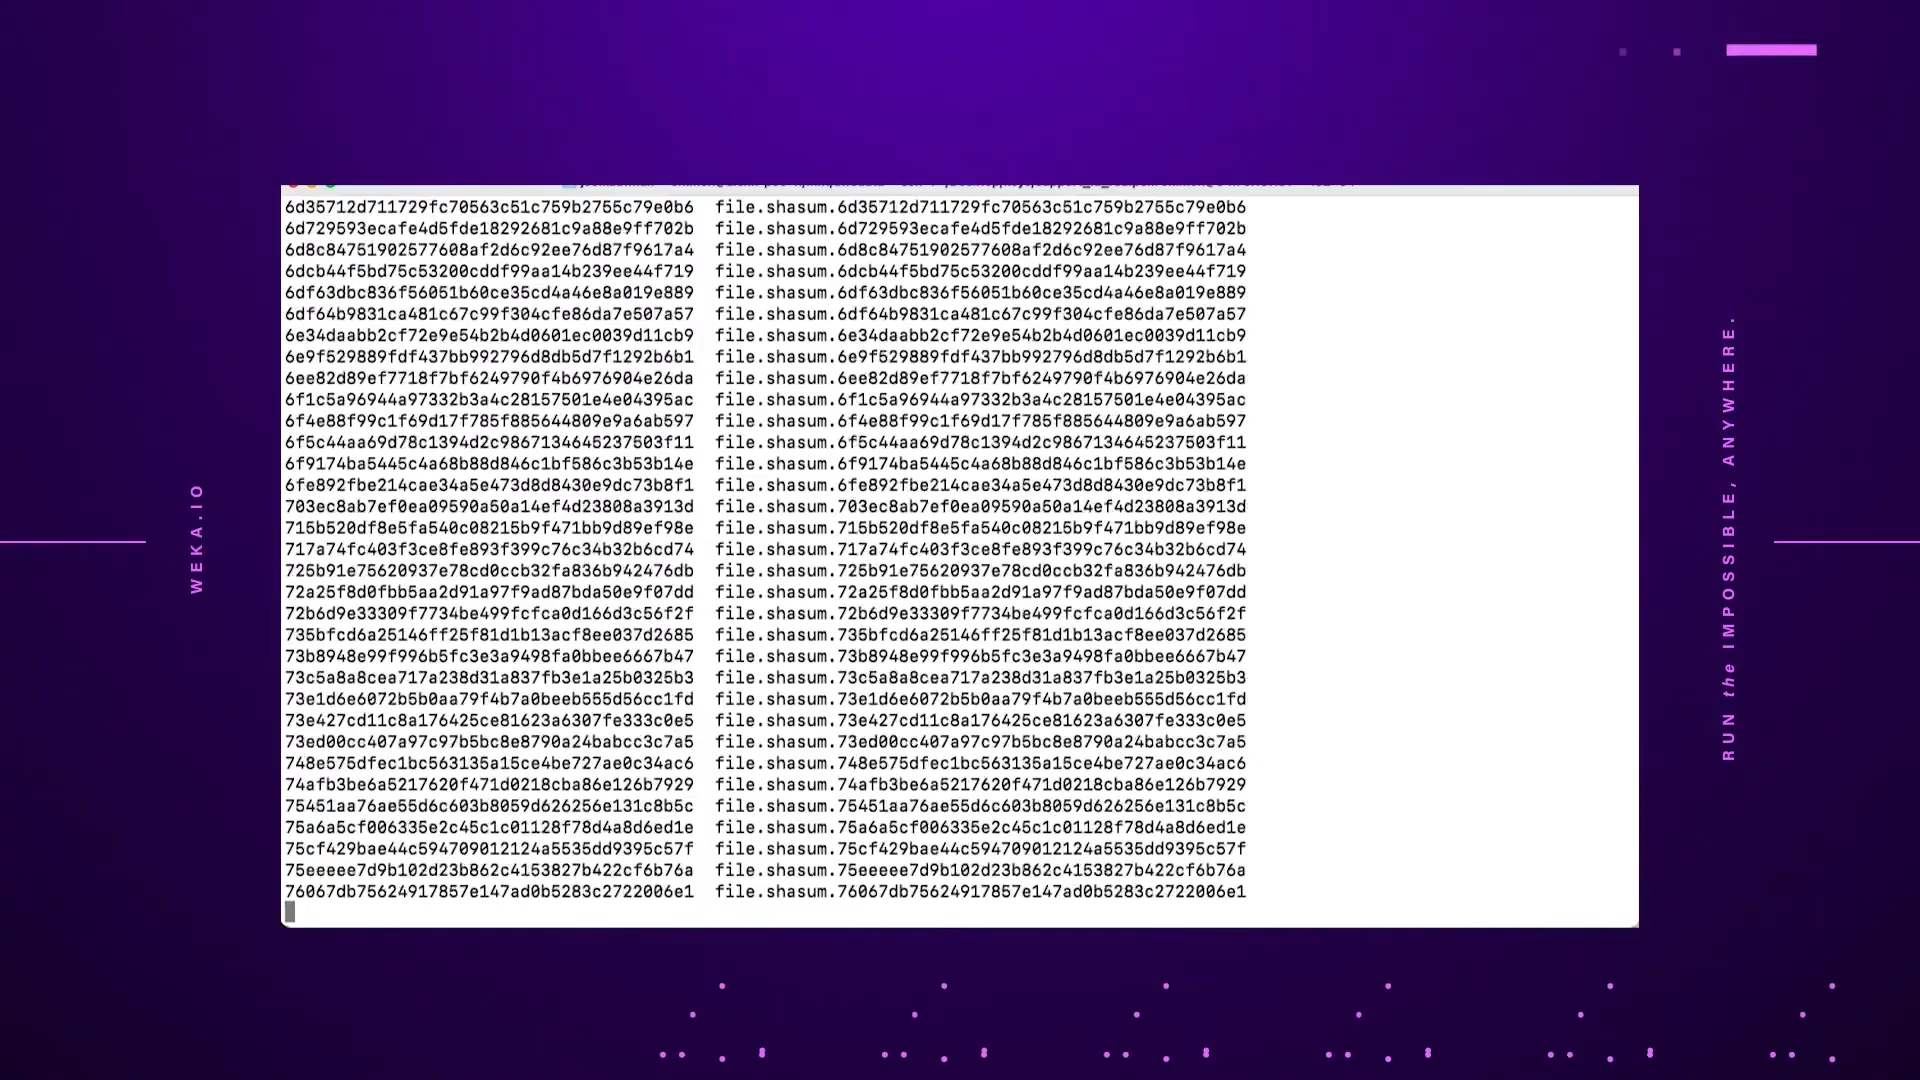 6d35712d711729fc70563c51c759b2755c79e0b6 file.shasum.6d35712d711729fc70563c51c759b2755c79e0b6
6d729593ecafe4d5fde18292681c9a88e9ff702b file.shasum.6d729593ecafe4d5fde18292681c9a88e9ff702b
6d8c84751902577608af2d6c92ee76d87f9617a4 file.shasum.6d8c84751902577608af2d6c92ee76d87f9617a4
6dcb44f5bd75c53200cddf99aa14b239ee44f719 file.shasum.6dcb44f5bd75c53200cddf99aa14b239ee44f719
6df63dbc836f56051b60ce35cd4a46e8a019e889 file.shasum.6df63dbc836f56051b60ce35cd4a46e8a019e889
6df64b9831ca481c67c99f304cfe86da7e507a57 file.shasum.6df64b9831ca481c67c99f304cfe86da7e507a57
6e34daabb2cf72e9e54b2b4d0601ec0039d11cb9 file.shasum.6e34daabb2cf72e9e54b2b4d0601ec0039d11cb9
6e9f529889fdf437bb992796d8db5d7f1292b6b1 file.shasum.6e9f529889fdf437bb992796d8db5d7f1292b6b1
6ee82d89ef7718f7bf6249790f4b6976904e26da file.shasum.6ee82d89ef7718f7bf6249790f4b6976904e26da
6f1c5a96944a97332b3a4c28157501e4e04395ac file.shasum.6f1c5a96944a97332b3a4c28157501e4e04395ac
6f4e88f99c1f69d17f785f885644809e9a6ab597 file.shasum.6f4e88f99c1f69d17f785f885644809e9a6ab597
6f5c44aa69d78c1394d2c9867134645237503f11 file.shasum.6f5c44aa69d78c1394d2c9867134645237503f11
6f9174ba5445c4a68b88d846c1bf586c3b53b14e file.shasum.6f9174ba5445c4a68b88d846c1bf586c3b53b14e
6fe892fbe214cae34a5e473d8d8430e9dc73b8f1 file.shasum.6fe892fbe214cae34a5e473d8d8430e9dc73b8f1
703ec8ab7ef0ea09590a50a14ef4d23808a3913d file.shasum.703ec8ab7ef0ea09590a50a14ef4d23808a3913d
715b520df8e5fa540c08215b9f471bb9d89ef98e file.shasum.715b520df8e5fa540c08215b9f471bb9d89ef98e
717a74fc403f3ce8fe893f399c76c34b32b6cd74 file.shasum.717a74fc403f3ce8fe893f399c76c34b32b6cd74
725b91e75620937e78cd0ccb32fa836b942476db file.shasum.725b91e75620937e78cd0ccb32fa836b942476db
72a25f8d0fbb5aa2d91a97f9ad87bda50e9f07dd file.shasum.72a25f8d0fbb5aa2d91a97f9ad87bda50e9f07dd
72b6d9e33309f7734be499fcfca0d166d3c56f2f file.shasum.72b6d9e33309f7734be499fcfca0d166d3c56f2f
735bfcd6a25146ff25f81d1b13acf8ee037d2685 file.shasum.735bfcd6a25146ff25f81d1b13acf8ee037d2685
73b8948e99f996b5fc3e3a9498fa0bbee6667b47 file.shasum.73b8948e99f996b5fc3e3a9498fa0bbee6667b47
73c5a8a8cea717a238d31a837fb3e1a25b0325b3 file.shasum.73c5a8a8cea717a238d31a837fb3e1a25b0325b3
73e1d6e6072b5b0aa79f4b7a0beeb555d56cc1fd file.shasum.73e1d6e6072b5b0aa79f4b7a0beeb555d56cc1fd
73e427cd11c8a176425ce81623a6307fe333c0e5 file.shasum.73e427cd11c8a176425ce81623a6307fe333c0e5
73ed00cc407a97c97b5bc8e8790a24babcc3c7a5 file.shasum.73ed00cc407a97c97b5bc8e8790a24babcc3c7a5
748e575dfec1bc563135a15ce4be727ae0c34ac6 file.shasum.748e575dfec1bc563135a15ce4be727ae0c34ac6
74afb3be6a5217620f471d0218cba86e126b7929 file.shasum.74afb3be6a5217620f471d0218cba86e126b7929
75451aa76ae55d6c603b8059d626256e131c8b5c file.shasum.75451aa76ae55d6c603b8059d626256e131c8b5c
75a6a5cf006335e2c45c1c01128f78d4a8d6ed1e file.shasum.75a6a5cf006335e2c45c1c01128f78d4a8d6ed1e
75cf429bae44c594709012124a5535dd9395c57f file.shasum.75cf429bae44c594709012124a5535dd9395c57f
75eeeee7d9b102d23b862c4153827b422cf6b76a file.shasum.75eeeee7d9b102d23b862c4153827b422cf6b76a
76067db75624917857e147ad0b5283c2722006e1 file.shasum.76067db75624917857e147ad0b5283c2722006e1
WEKA.IO
RUN the IMPOSSIBLE, ANYWHERE.